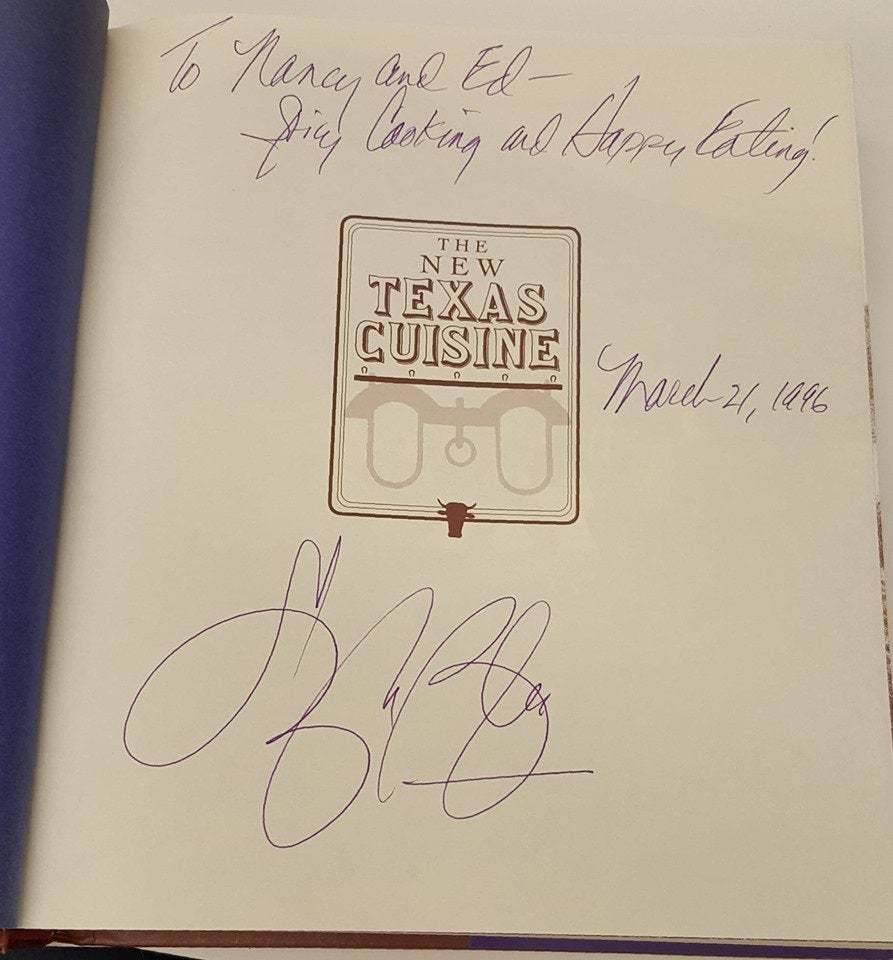 To Nancy and Ed—
Spicy Cooking and Happy Eating!
THE
NEW
TEXAS
CUISINE
March 21, 1996